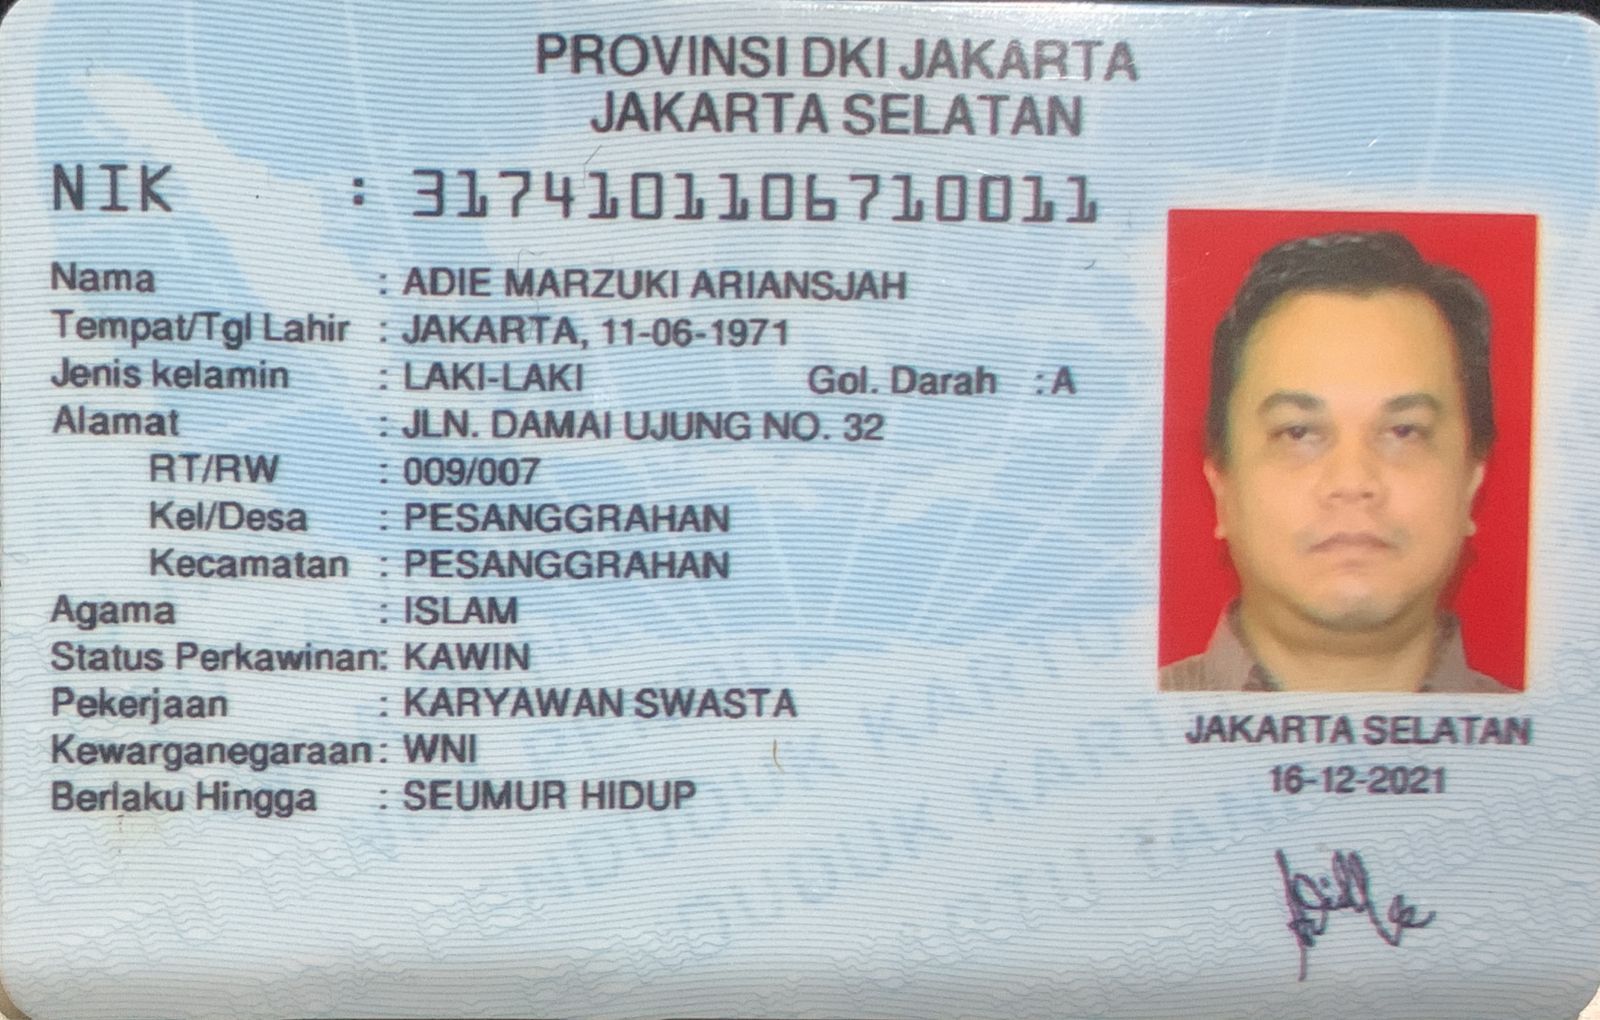 PROVINSI DKI JAKARTA
JAKARTA SELATAN
NIK : 3174101106710011
Nama : ADIE MARZUKI ARIANSJAH
Tempat/Tgl Lahir : JAKARTA, 11-06-1971
Jenis kelamin : LAKI-LAKI Gol. Darah : A
Alamat : JLN. DAMAI UJUNG NO. 32
RT/RW : 009/007
Kel/Desa : PESANGGRAHAN
Kecamatan : PESANGGRAHAN
Agama : ISLAM
Status Perkawinan: KAWIN
Pekerjaan : KARYAWAN SWASTA
Kewarganegaraan: WNI
Berlaku Hingga : SEUMUR HIDUP
JAKARTA SELATAN
16-12-2021